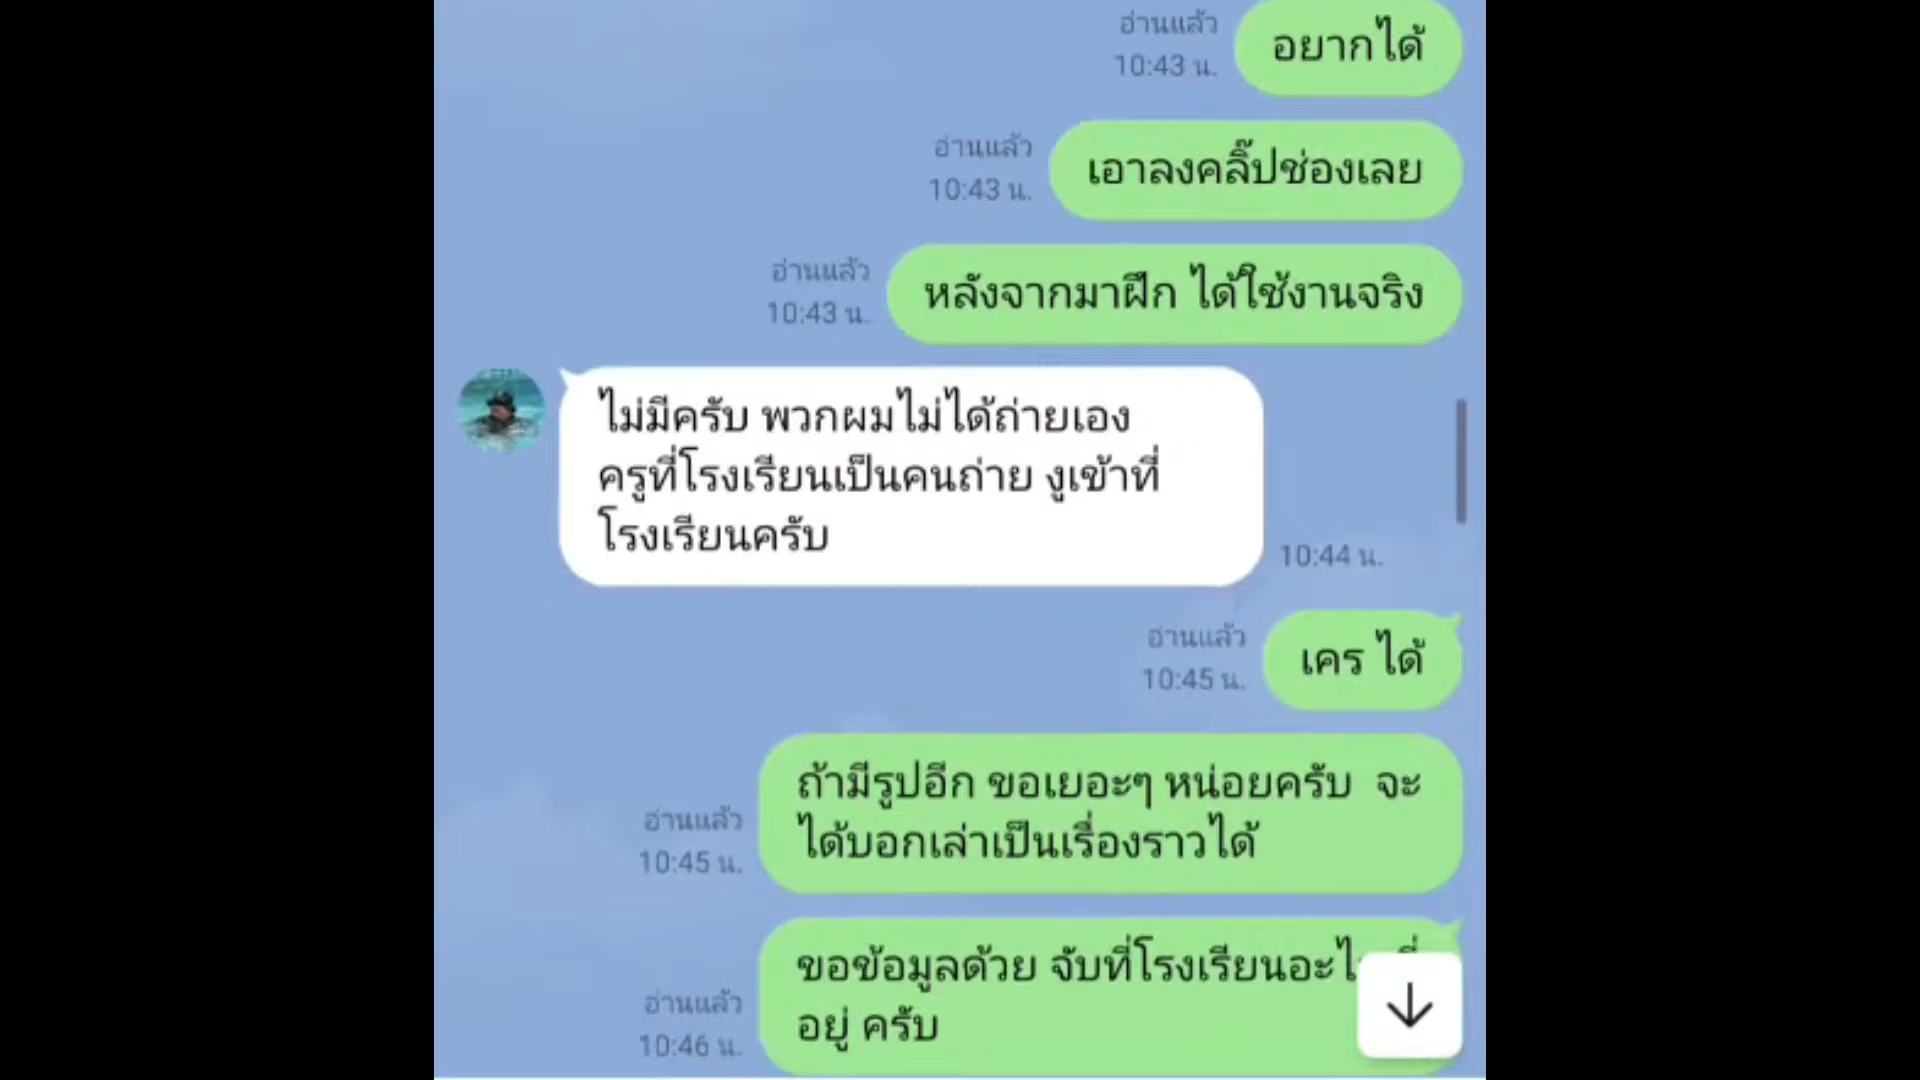 อ่านแล้ว
10:43 น.
อยากได้
อ่านแล้ว
10:43 น.
เอาลงคลิ๊ปช่องเลย
อ่านแล้ว
10:43 น.
หลังจากมาฝึก ได้ใช้งานจริง
ไม่มีครับ พวกผมไม่ได้ถ่ายเอง
ครูที่โรงเรียนเป็นคนถ่าย งูเข้าที่
โรงเรียนครับ
10:44 น.
อ่านแล้ว
10:45 น.
เคร ได้
ถ้ามีรูปอีก ขอเยอะๆ หน่อยครับ จะ
ได้บอกเล่าเป็นเรื่องราวได้
อ่านแล้ว
10:45 น.
ขอข้อมูลด้วย จับที่โรงเรียน
อยู่ ครับ
อ่านแล้ว
10:46 น.